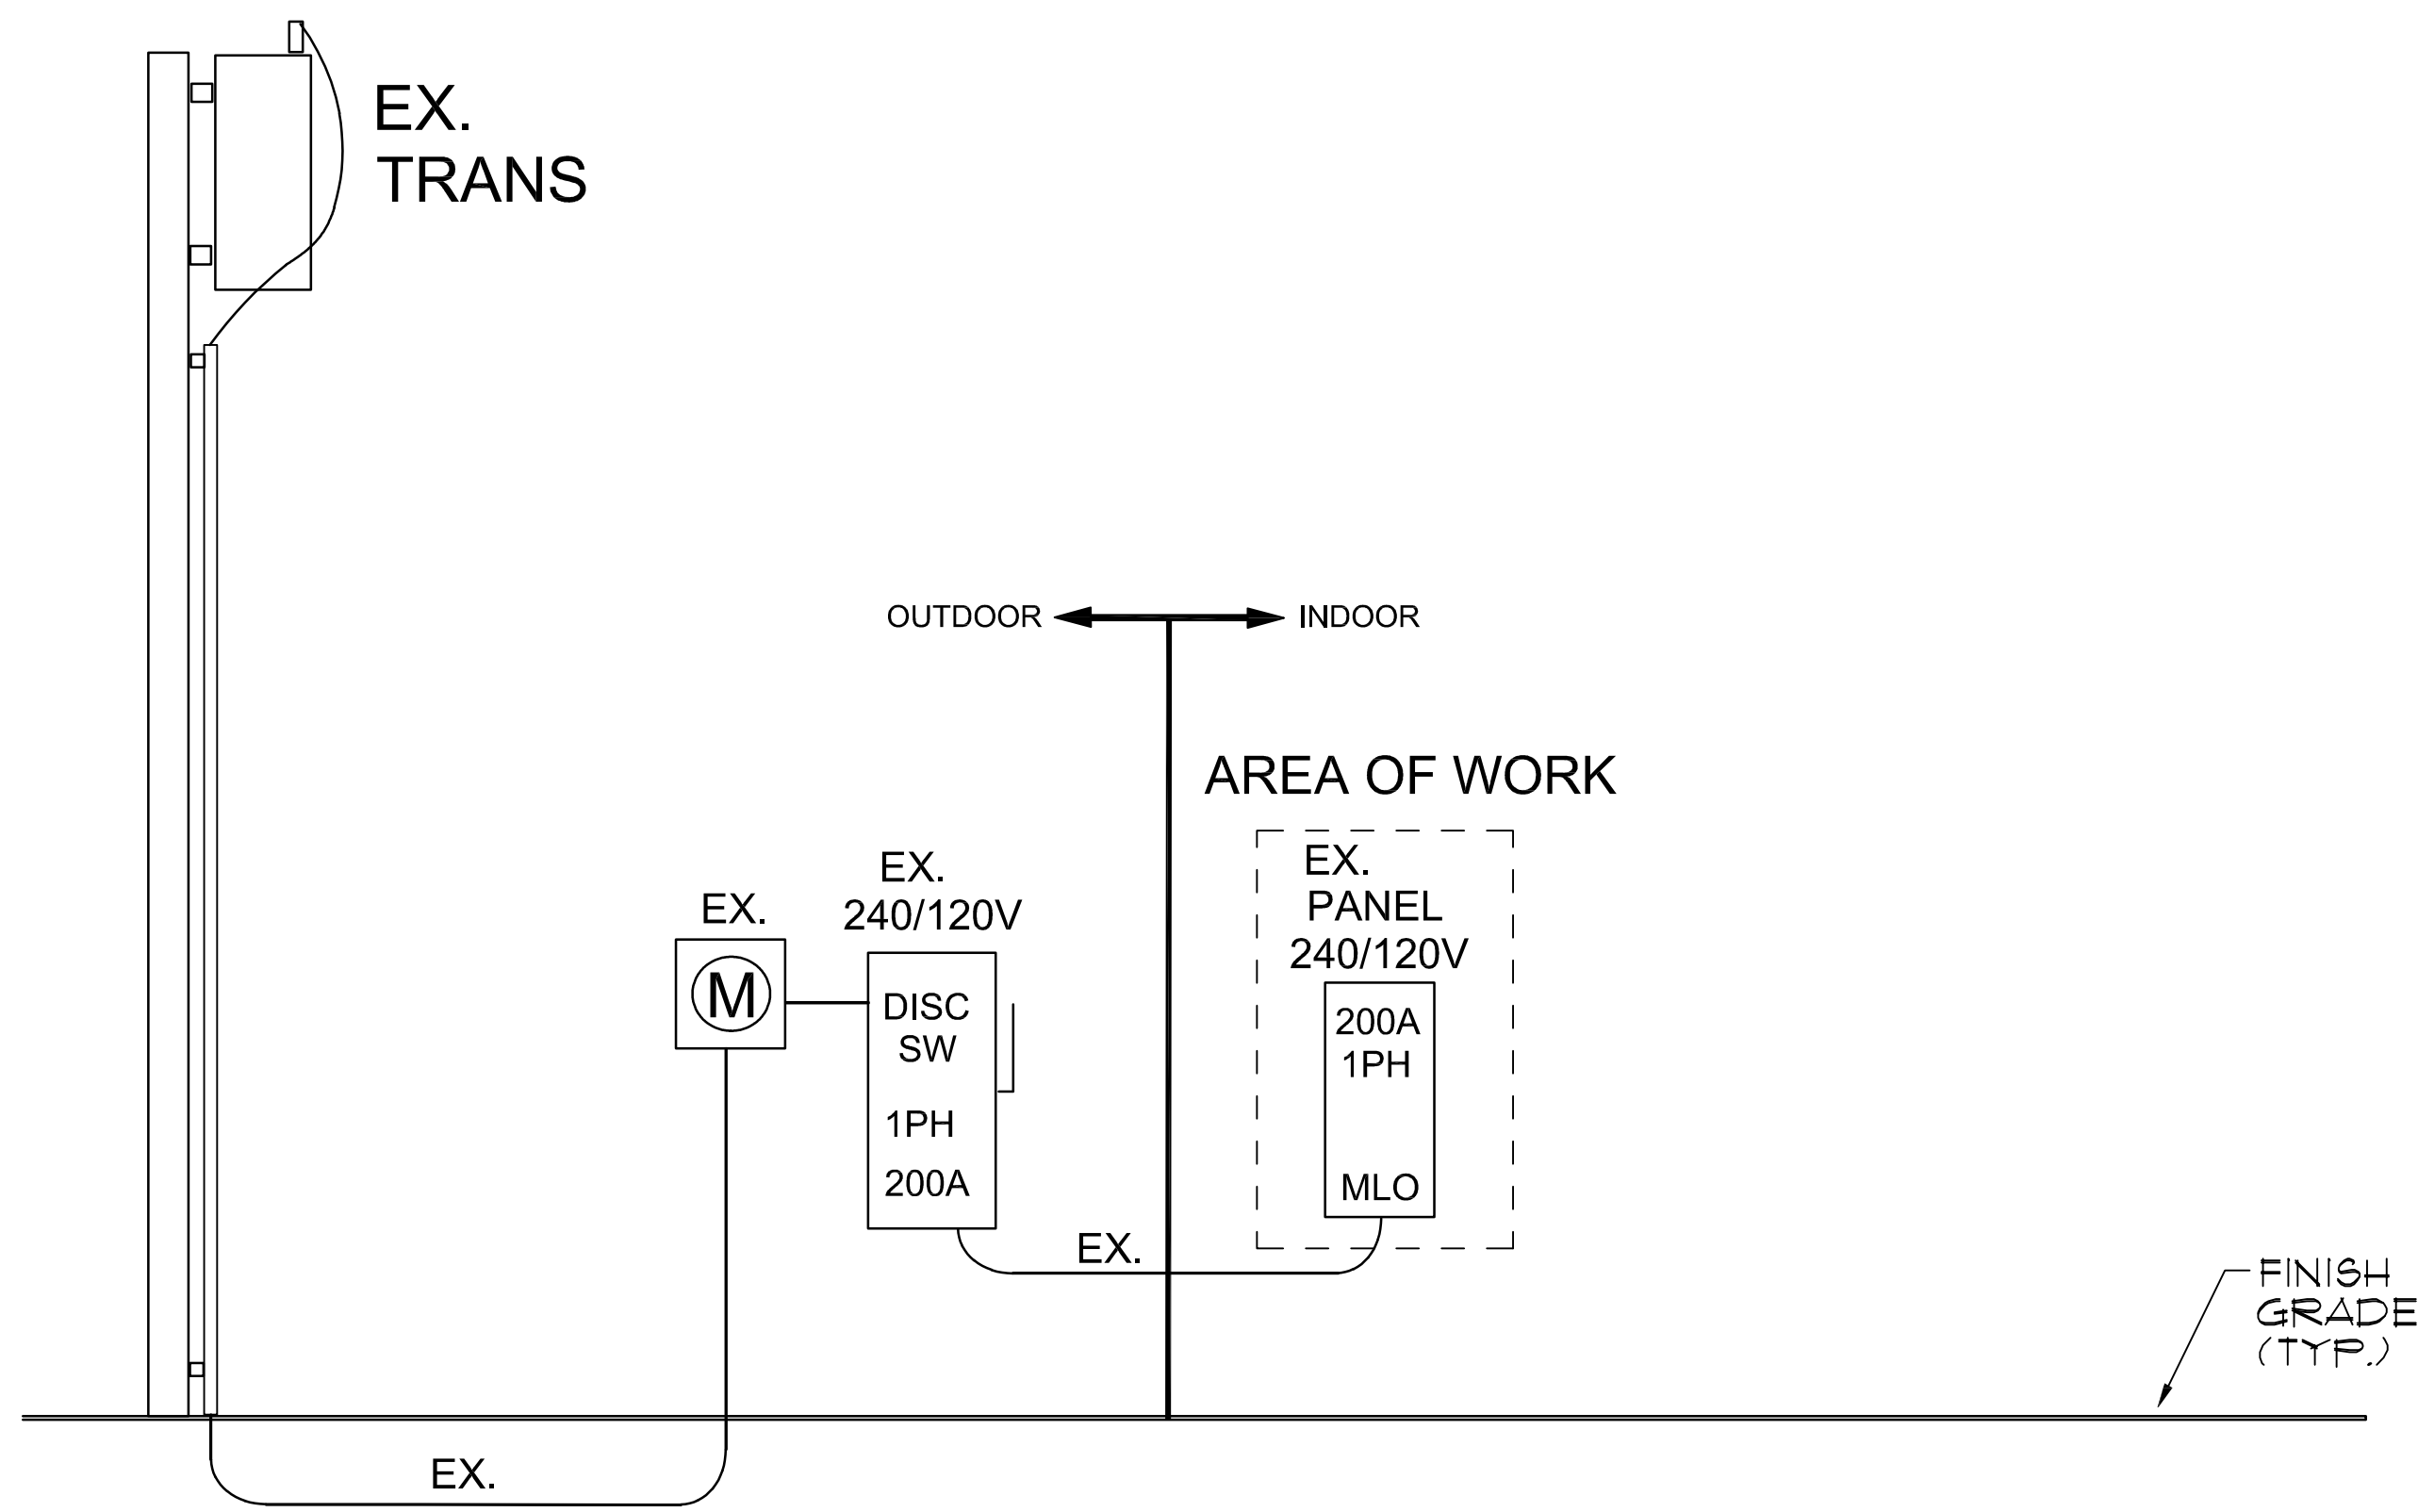 EX.
TRANS
OUTDOOR
INDOOR
AREA OF WORK
EX.
M
EX.
240/120V
DISC
SW
1PH
200A
EX.
PANEL
240/120V
200A
1PH
MLO
EX.
EX.
FINISH
GRADE
(TYP.)